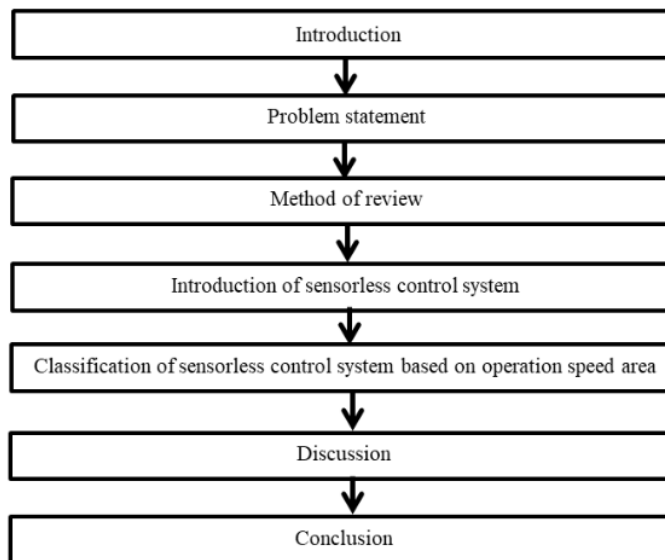 Introduction
Problem statement
Method of review
Introduction of sensorless control system
Classification of sensorless control system based on operation speed area
Discussion
Conclusion